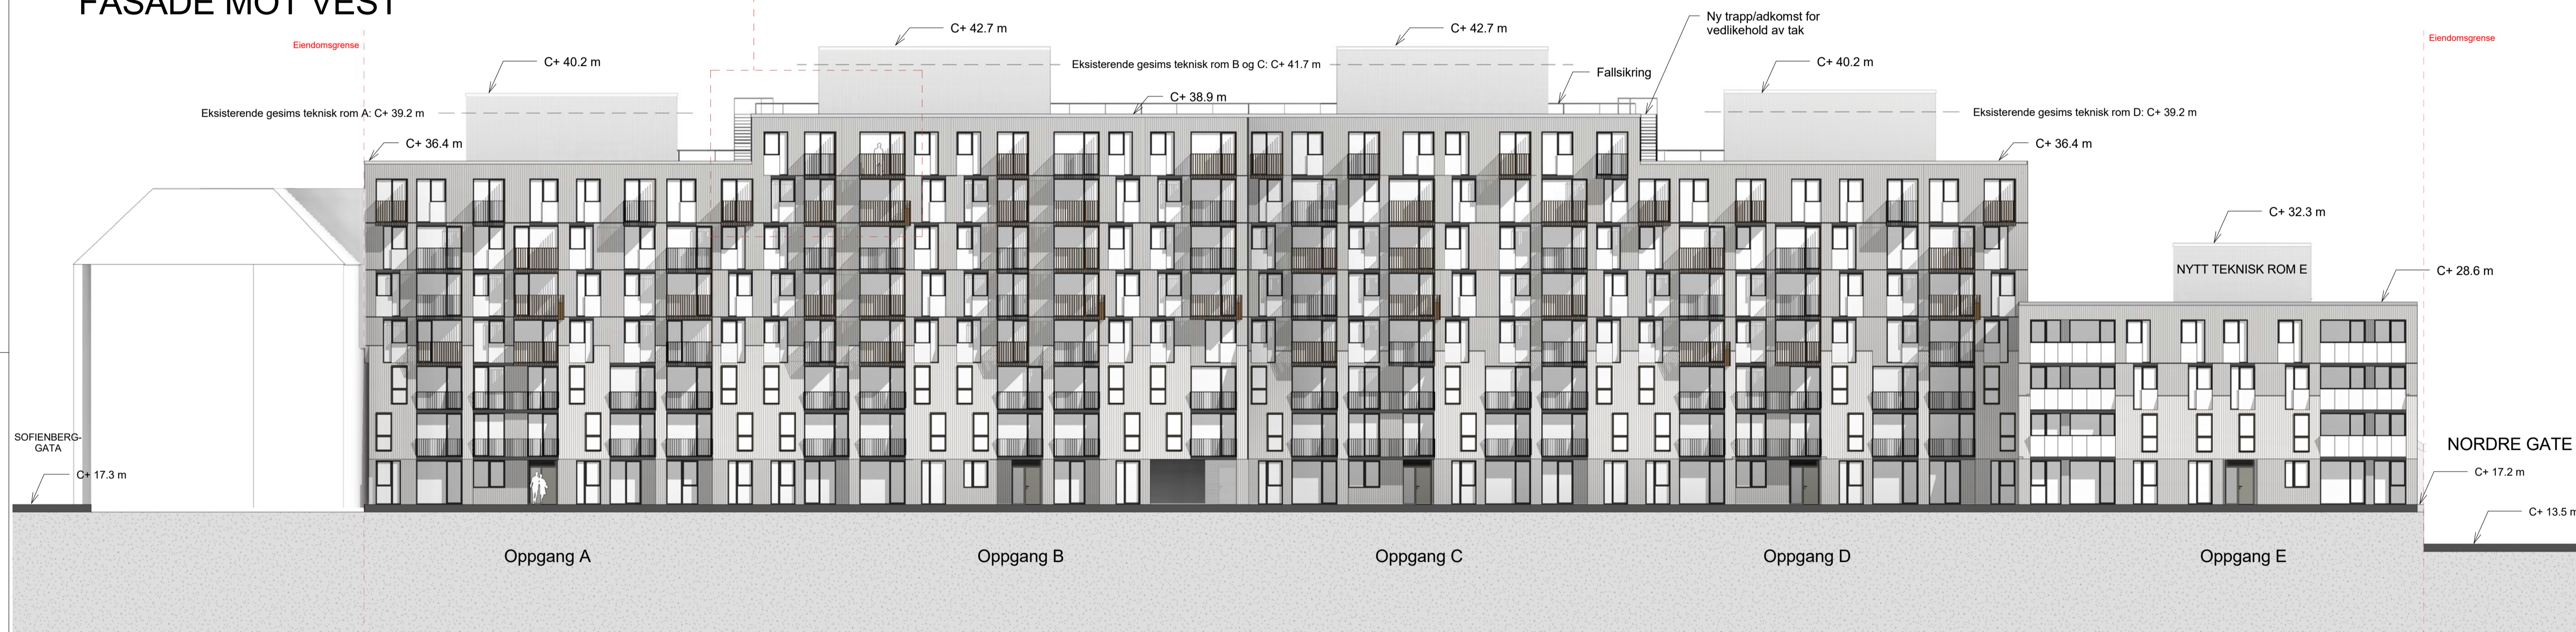 FASADE MOT VEST
Eiendomsgrense
C+ 40.2 m
C+ 42.7 m
C+ 42.7 m
Ny trapp/adkomst for
vedlikehold av tak
Eiendomsgrense
Eksisterende gesims teknisk rom B og C: C+ 41.7 m
Fallsikring
C+ 40.2 m
C+ 38.9 m
Eksisterende gesims teknisk rom A: C+ 39.2 m
Eksisterende gesims teknisk rom D: C+ 39.2 m
C+ 36.4 m
C+ 36.4 m
C+ 32.3 m
NYTT TEKNISK ROM E
C+ 28.6 m
SOFIENBERG-
GATA
C+ 17.3 m
NORDRE GATE
C+ 17.2 m
C+ 13.5 m
Oppgang A
Oppgang B
Oppgang C
Oppgang D
Oppgang E